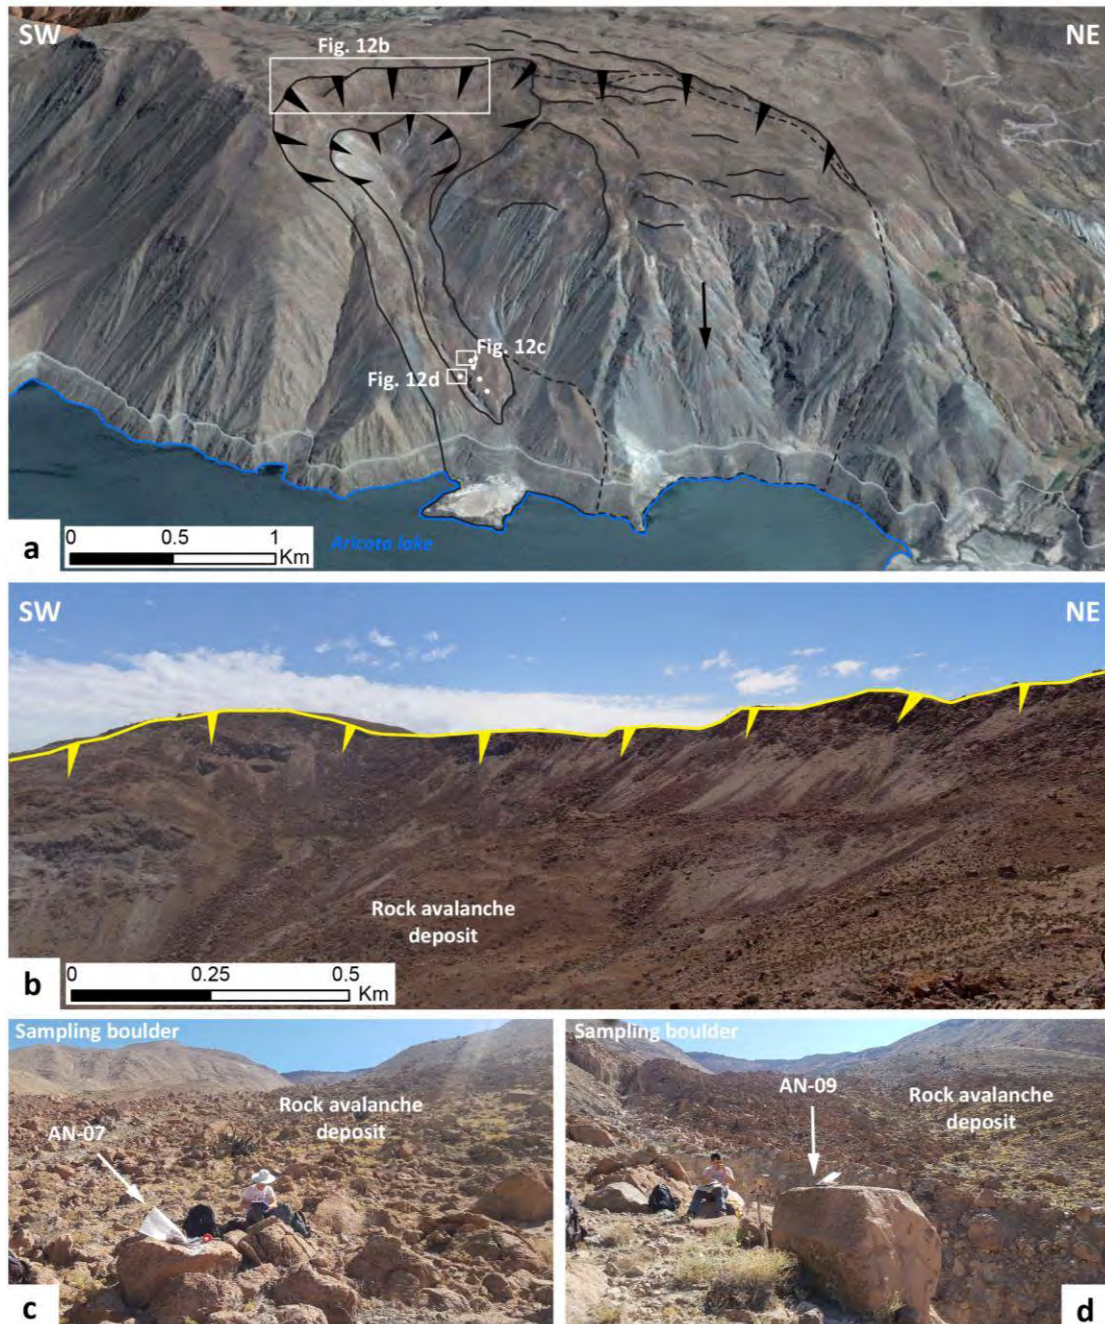 SW
NE
Fig. 12b
Fig. 12c
Fig. 12d
a
0 0.5 1
Km
Aricota lake
SW
NE
Rock avalanche
deposit
b
0 0.25 0.5
Km
Sampling boulder
Rock avalanche
deposit
AN-07
c
Sampling boulder
AN-09
Rock avalanche
deposit
d